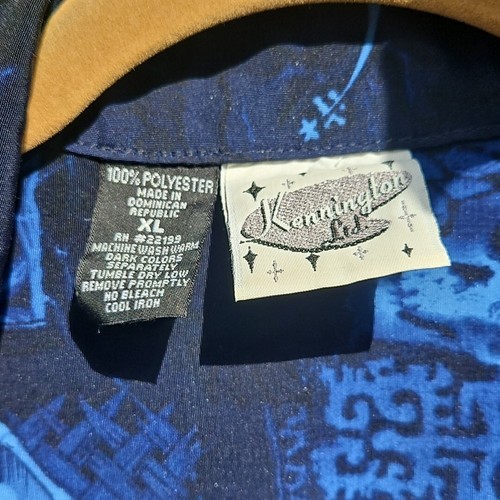 100% POLYESTER
MADE IN
DOMINICAN
REPUBLIC
XL
RN #22199
MACHINE WASH WARM
DARK COLORS
SEPARATELY
TUMBLE DRY LOW
REMOVE PROMPTLY
NO BLEACH
COOL IRON
Kennington
Ltd.